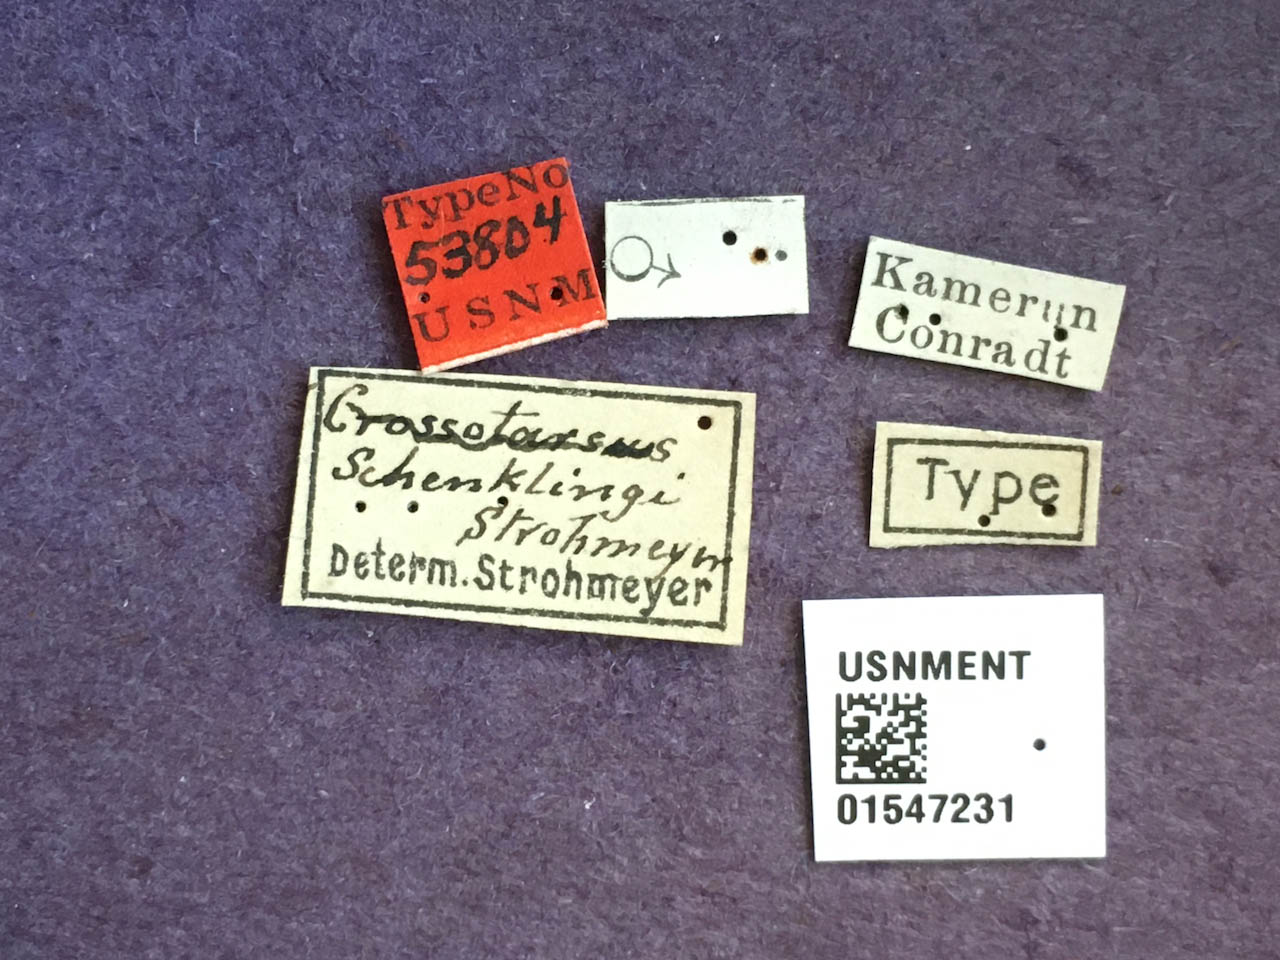 TypeNo
53804
USNM
♂
Kamerun
Conradt
Crossotarsus
Schenklingi
Strohmeyer
Determ. Strohmeyer
Type
USNMENT
01547231